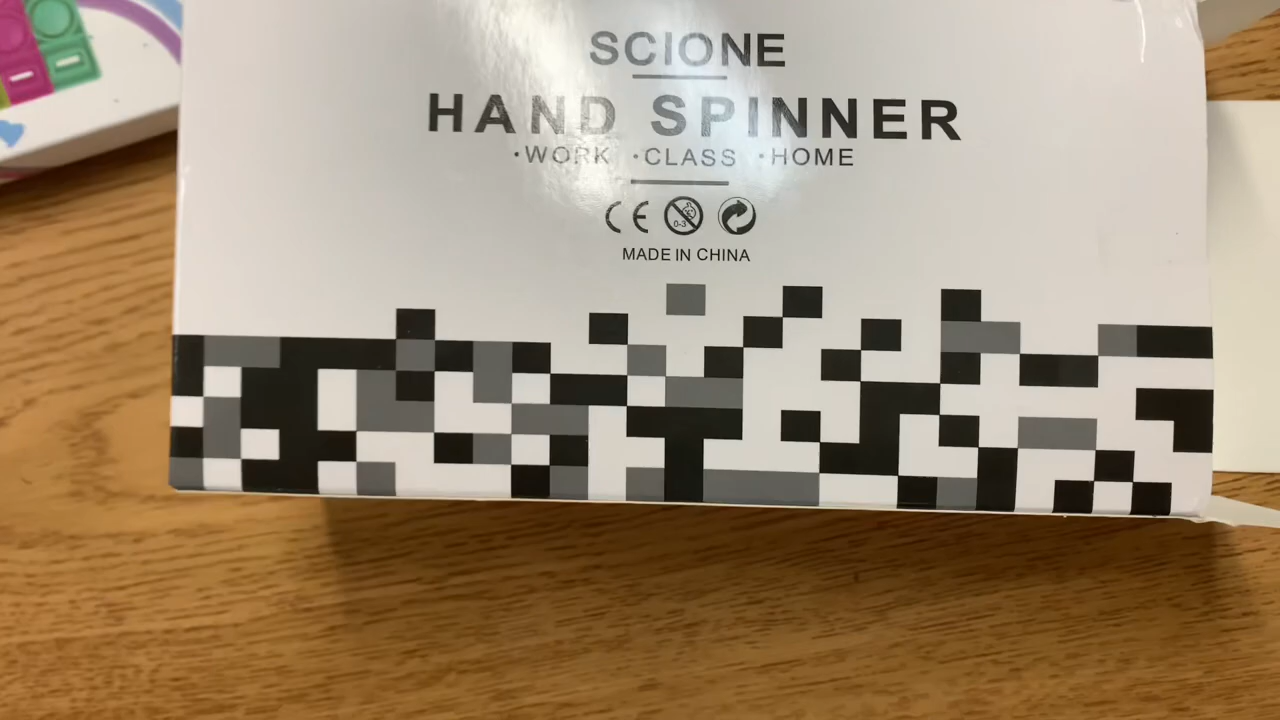 SCIONE
HAND SPINNER
·WORK ·CLASS ·HOME
CE 0-3
MADE IN CHINA